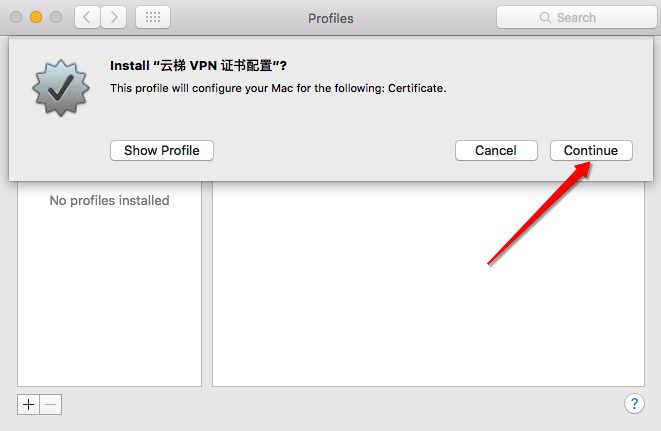 Profiles
Search
Install “云梯 VPN 证书配置”?
This profile will configure your Mac for the following: Certificate.
Show Profile
Cancel
Continue
No profiles installed
+
−
?